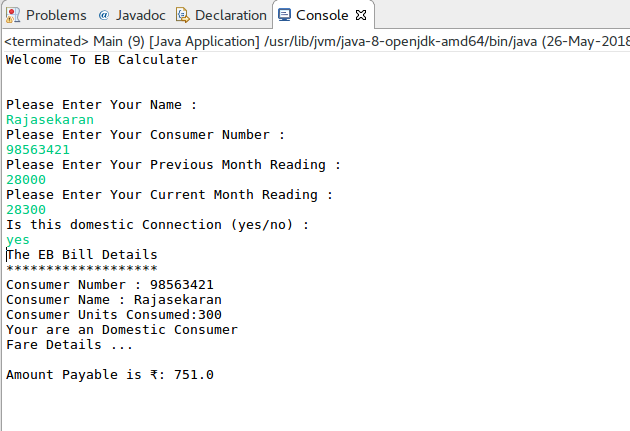 Problems @ Javadoc Declaration Console
<terminated> Main (9) [Java Application] /usr/lib/jvm/java-8-openjdk-amd64/bin/java (26-May-2018
Welcome To EB Calculater
Please Enter Your Name :
Rajasekaran
Please Enter Your Consumer Number :
98563421
Please Enter Your Previous Month Reading :
28000
Please Enter Your Current Month Reading :
28300
Is this domestic Connection (yes/no) :
yes
The EB Bill Details
*******************
Consumer Number : 98563421
Consumer Name : Rajasekaran
Consumer Units Consumed:300
Your are an Domestic Consumer
Fare Details ...
Amount Payable is ₹: 751.0